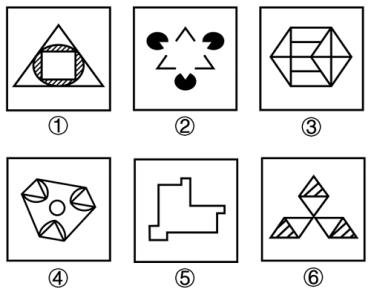 ① ② ③
④ ⑤ ⑥